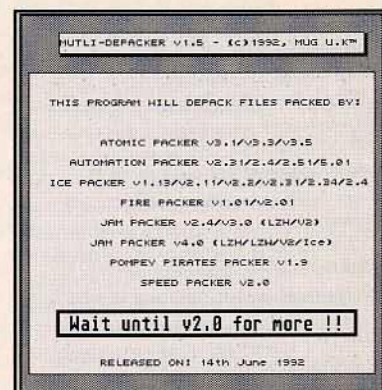 MUTLI-DEPACKER v1.5 - (c)1992, MUG U.K™
THIS PROGRAM WILL DEPACK FILES PACKED BY:
ATOMIC PACKER v3.1/v3.3/v3.5
AUTOMATION PACKER v2.31/2.4/2.51/5.01
ICE PACKER v1.13/v2.11/v2.2/v2.31/2.34/2.4
FIRE PACKER v1.01/v2.01
JAM PACKER v2.4/v3.0 (LZH/V2)
JAM PACKER v4.0 (LZH/LZW/V2/Ice)
POMPEY PIRATES PACKER v1.9
SPEED PACKER v2.0
Wait until v2.0 for more !!
RELEASED ON: 14th June 1992